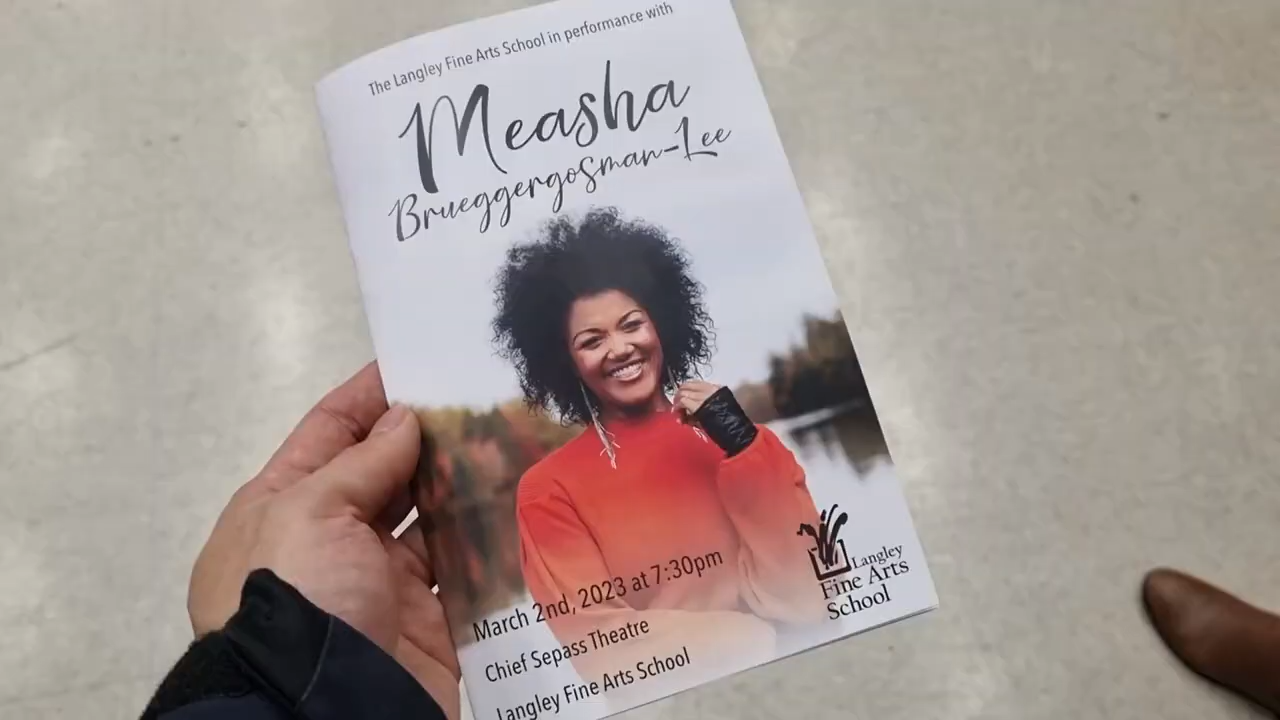 The Langley Fine Arts School in performance with
Measha
Brueggergosman-Lee
March 2nd, 2023 at 7:30pm
Chief Sepass Theatre
Langley Fine Arts School
Langley
Fine Arts
School